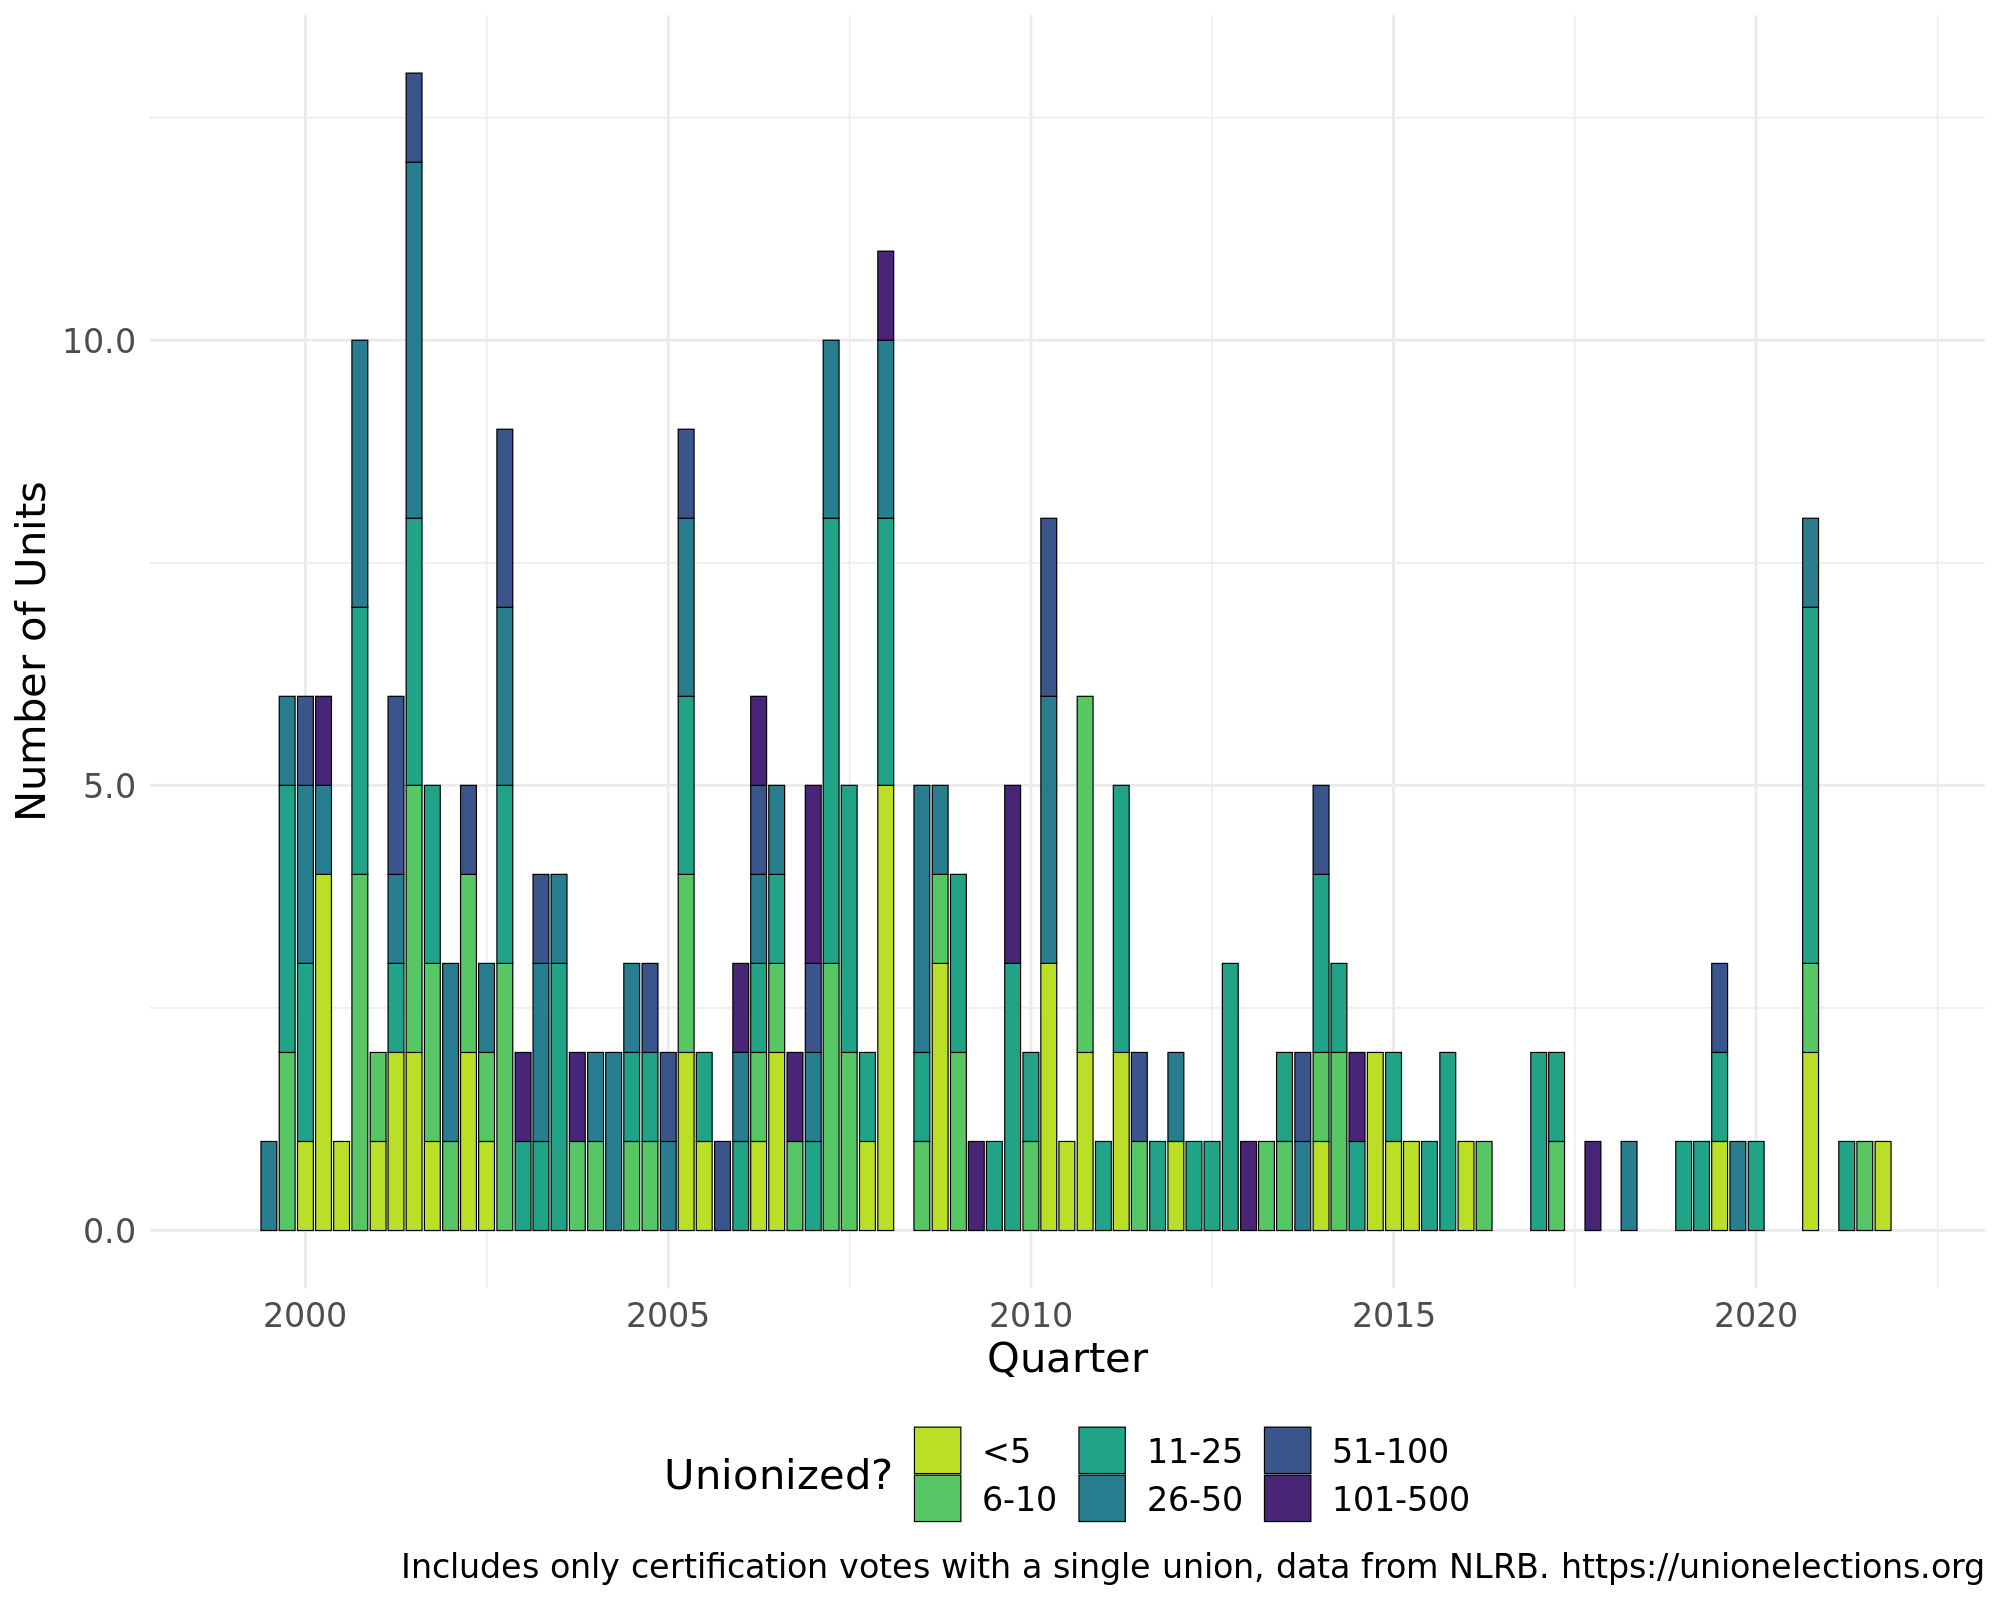 10.0
5.0
0.0
Number of Units
2000 2005 2010 2015 2020
Quarter
Unionized?
<5 11-25 51-100
6-10 26-50 101-500
Includes only certification votes with a single union, data from NLRB. https://unionelections.org